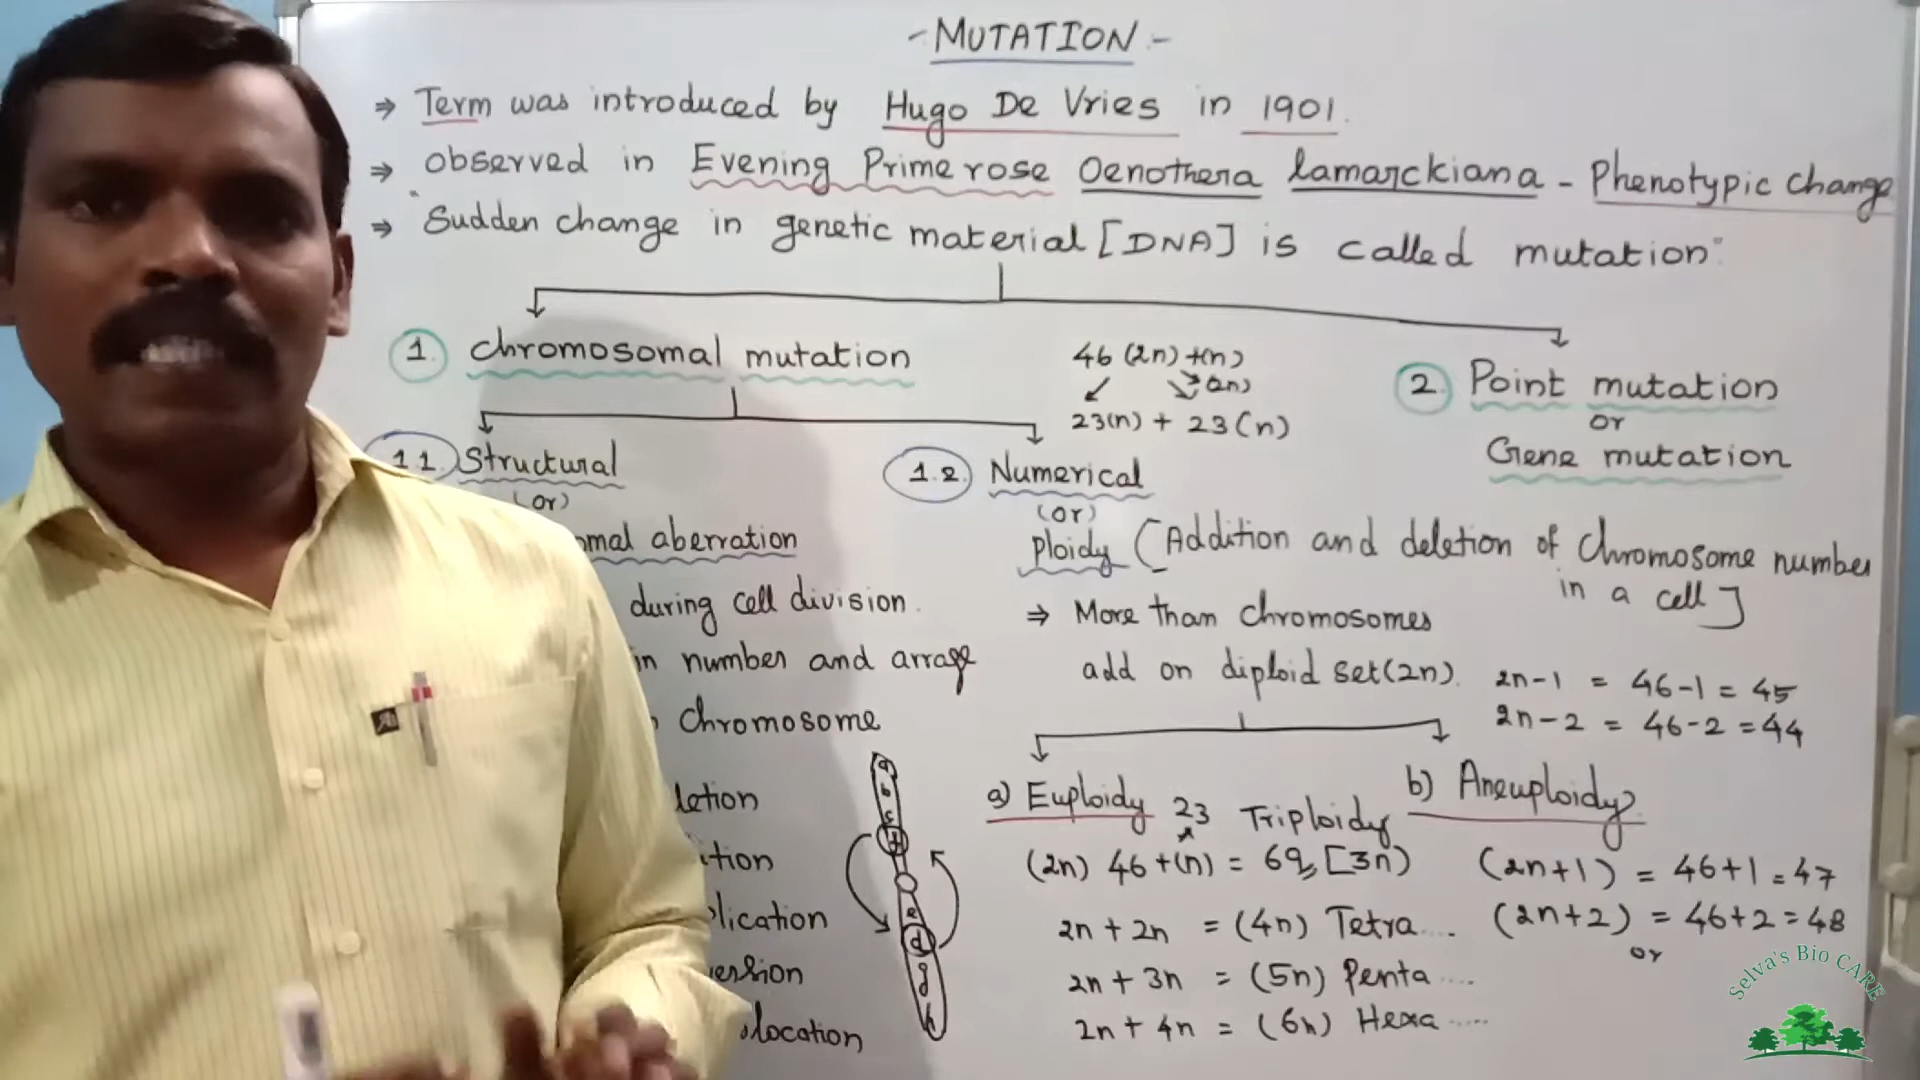 - MUTATION -
⇒ Term was introduced by Hugo De Vries in 1901.
⇒ observed in Evening Primerose Oenothera lamarckiana - Phenotypic change
⇒ "Sudden change in genetic material [DNA] is called mutation"
1. chromosomal mutation
46 (2n) + (n)
(2n)
23(n) + 23(n)
2. Point mutation
or
Gene mutation
1.1 Structural
(or)
omal aberration
during cell division.
in number and arrage
chromosome
letion
ition
lication
ersion
location
a
b
c
f
e
d
g
h
1.2. Numerical
(or)
Ploidy [Addition and deletion of Chromosome number
in a cell]
⇒ More than chromosomes
add on diploid set(2n).
2n-1 = 46-1 = 45
2n-2 = 46-2 = 44
a) Euploidy 23 Triploidy
(2n) 46 + (n) = 69, [3n)
2n + 2n = (4n) Tetra....
2n + 3n = (5n) Penta....
2n + 4n = (6n) Hexa.....
b) Aneuploidy
(2n+1) = 46+1 = 47
(2n+2) = 46+2 = 48
or
Selva's Bio CARE